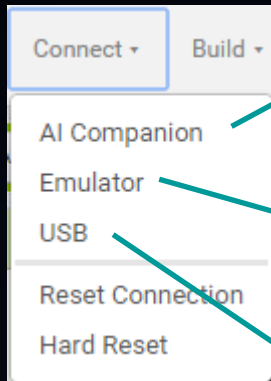 Connect ▾ Build ▾
AI Companion
Emulator
USB
Reset Connection
Hard Reset